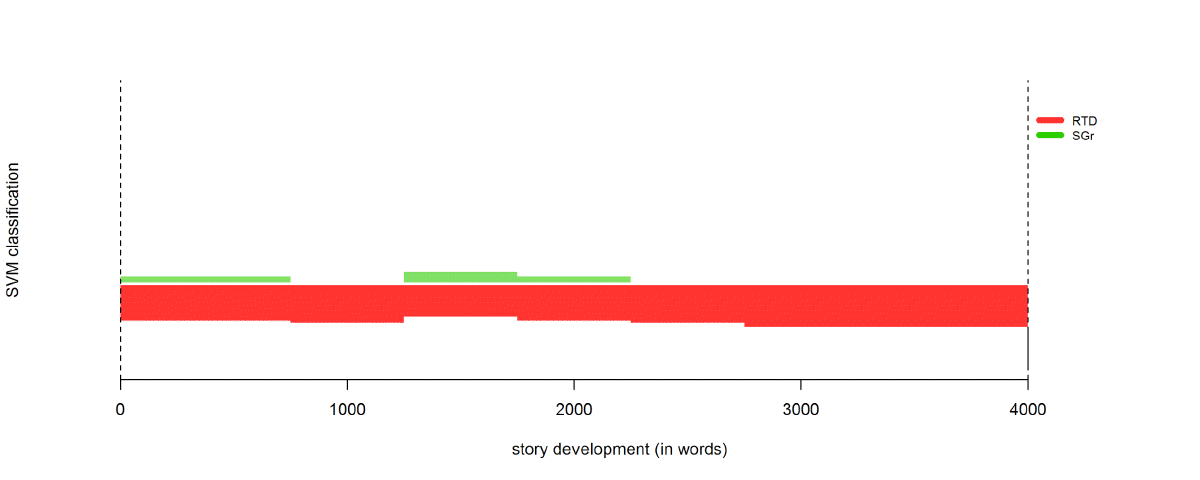 RTD
SGr
SVM classification
0 1000 2000 3000 4000
story development (in words)